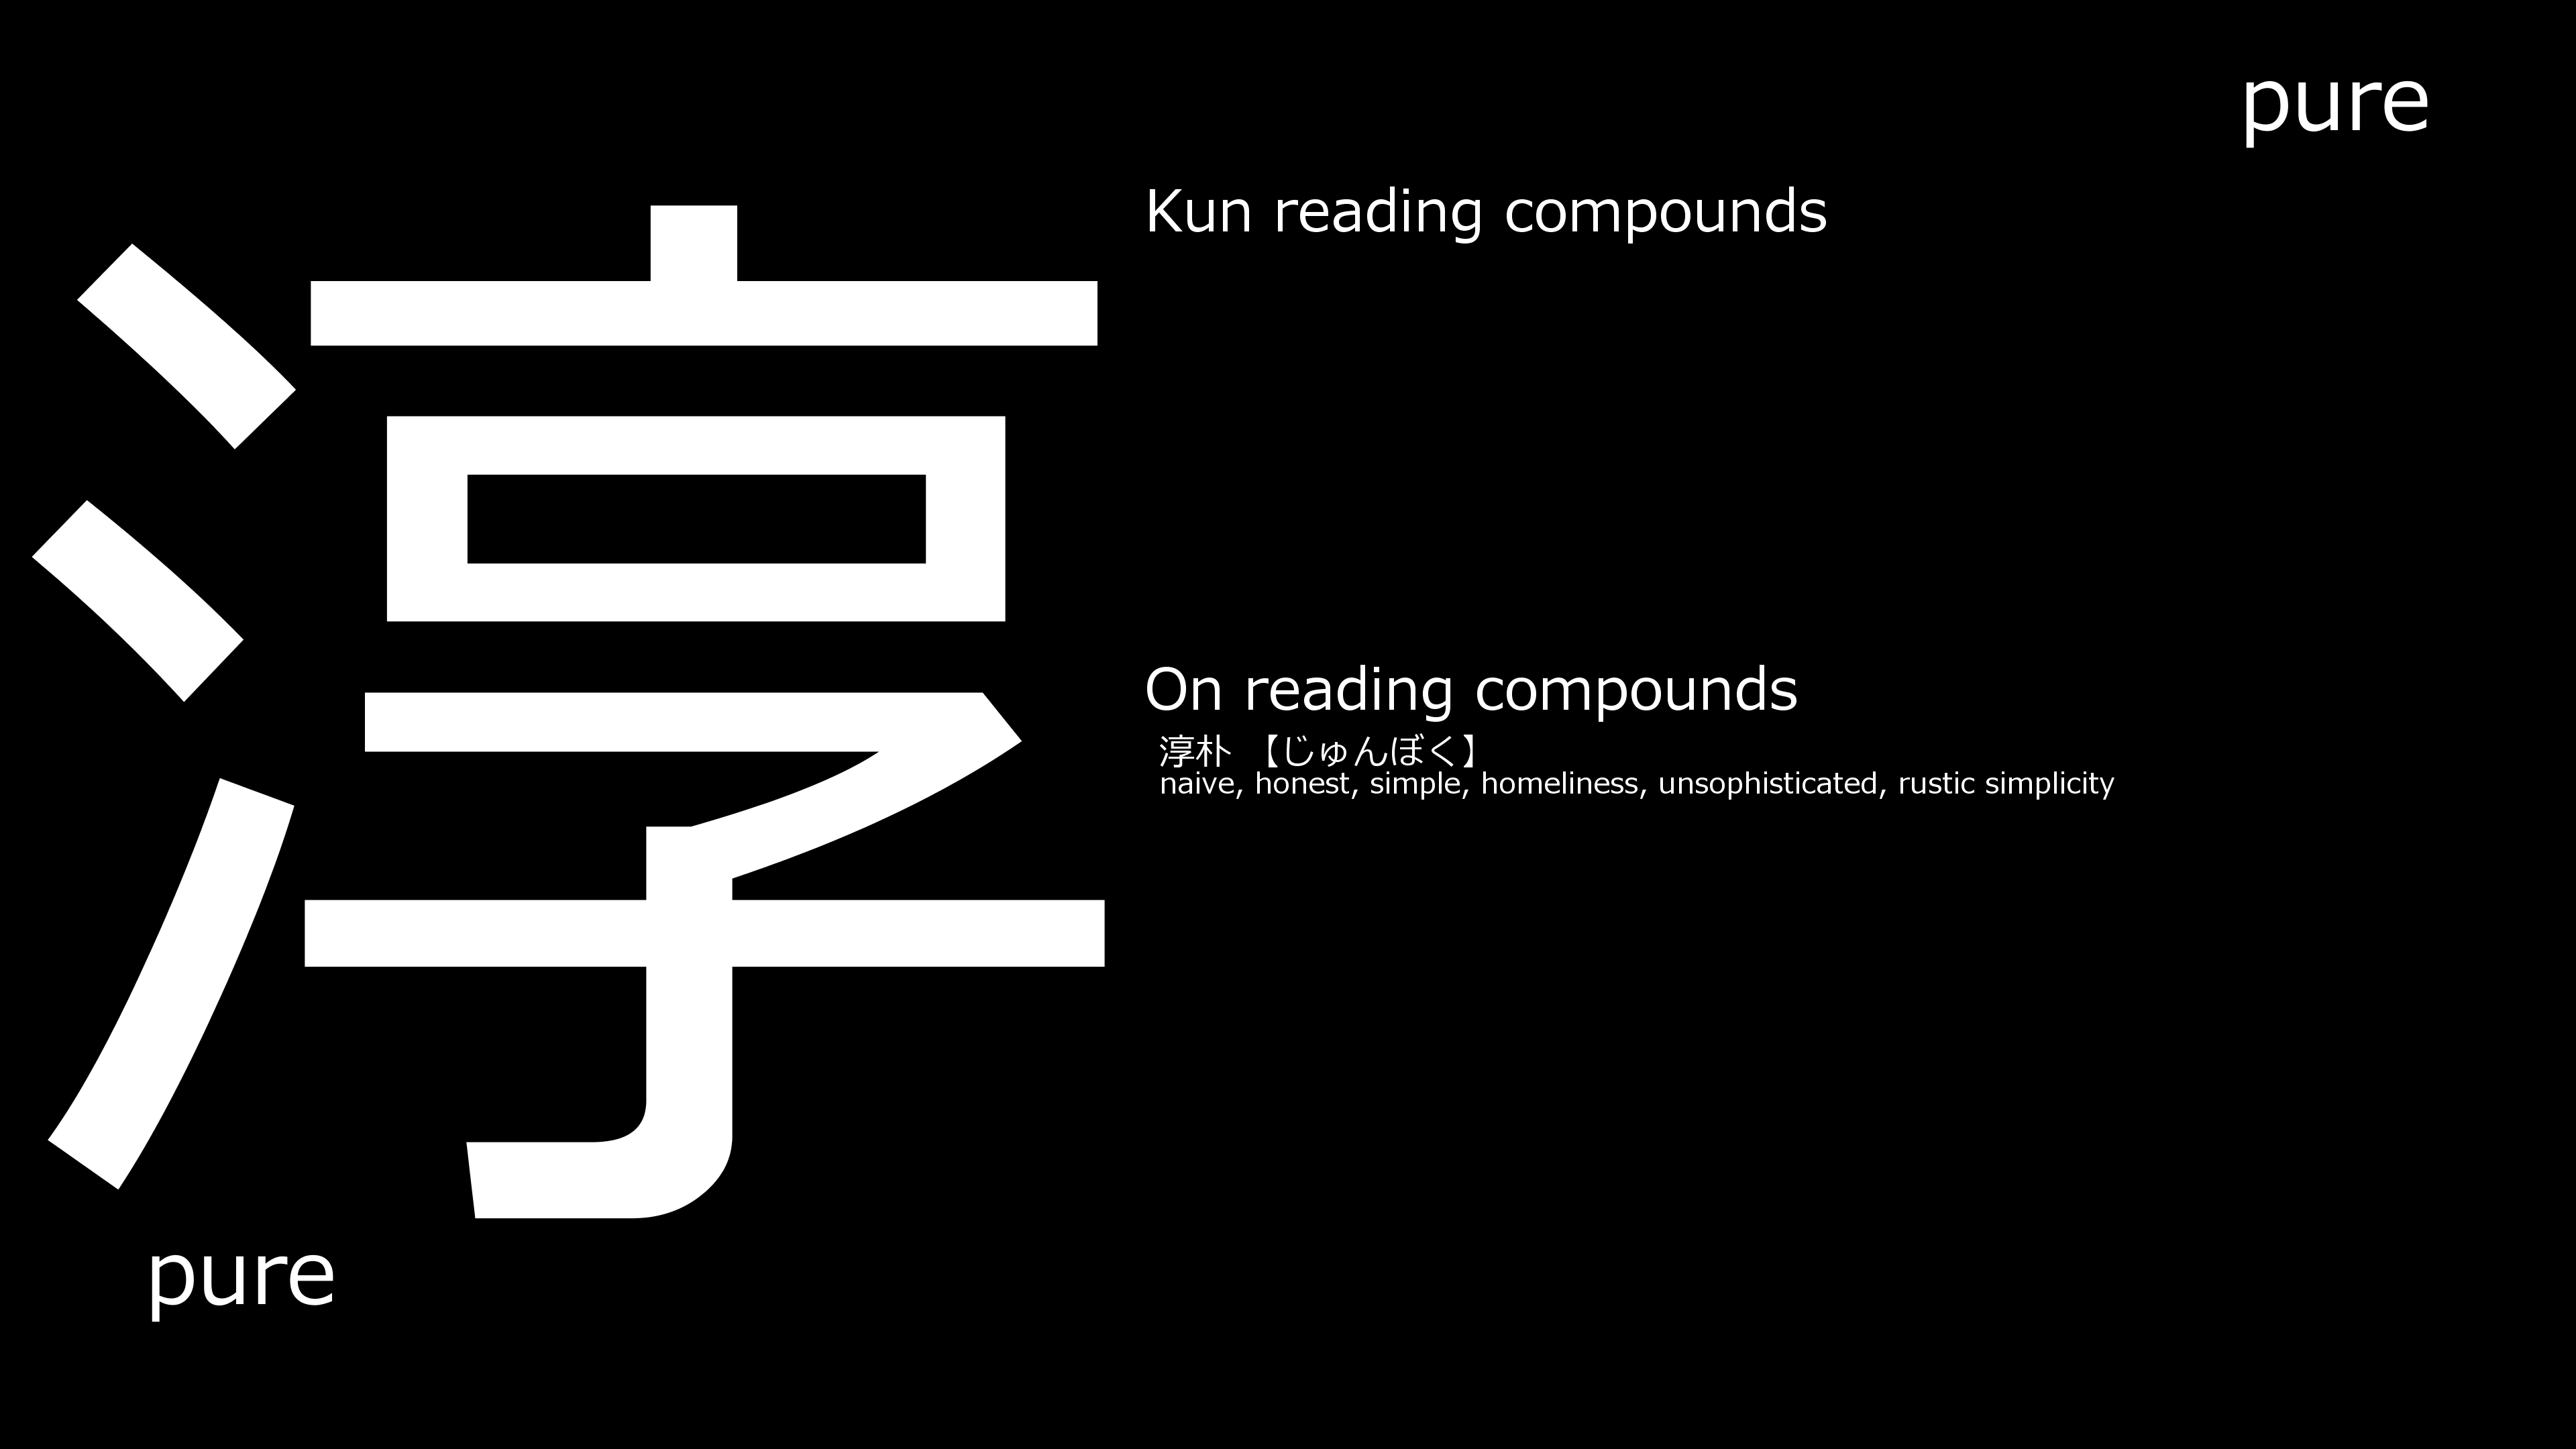 pure
Kun reading compounds
淳
On reading compounds
淳朴 【じゅんぼく】
naive, honest, simple, homeliness, unsophisticated, rustic simplicity
pure